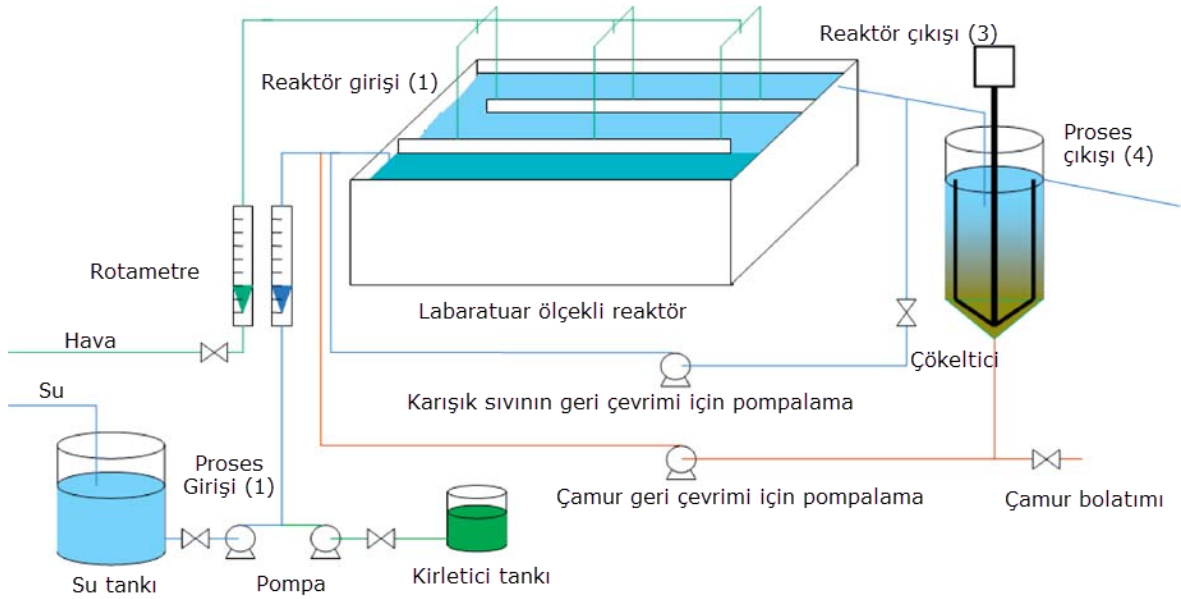 Reaktör çıkışı (3)
Reaktör girişi (1)
Proses
çıkışı (4)
Rotametre
Labaratuar ölçekli reaktör
Hava
Çökeltici
Su
Karışık sıvının geri çevrimi için pompalama
Proses
Girişi (1)
Çamur geri çevrimi için pompalama
Çamur bolatımı
Su tankı
Pompa
Kirletici tankı